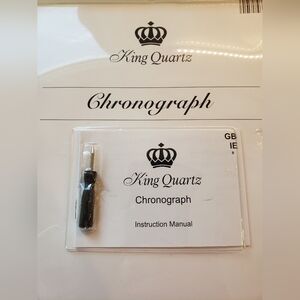 King Quartz
Chronograph
GB
IE
King Quartz
Chronograph
Instruction Manual